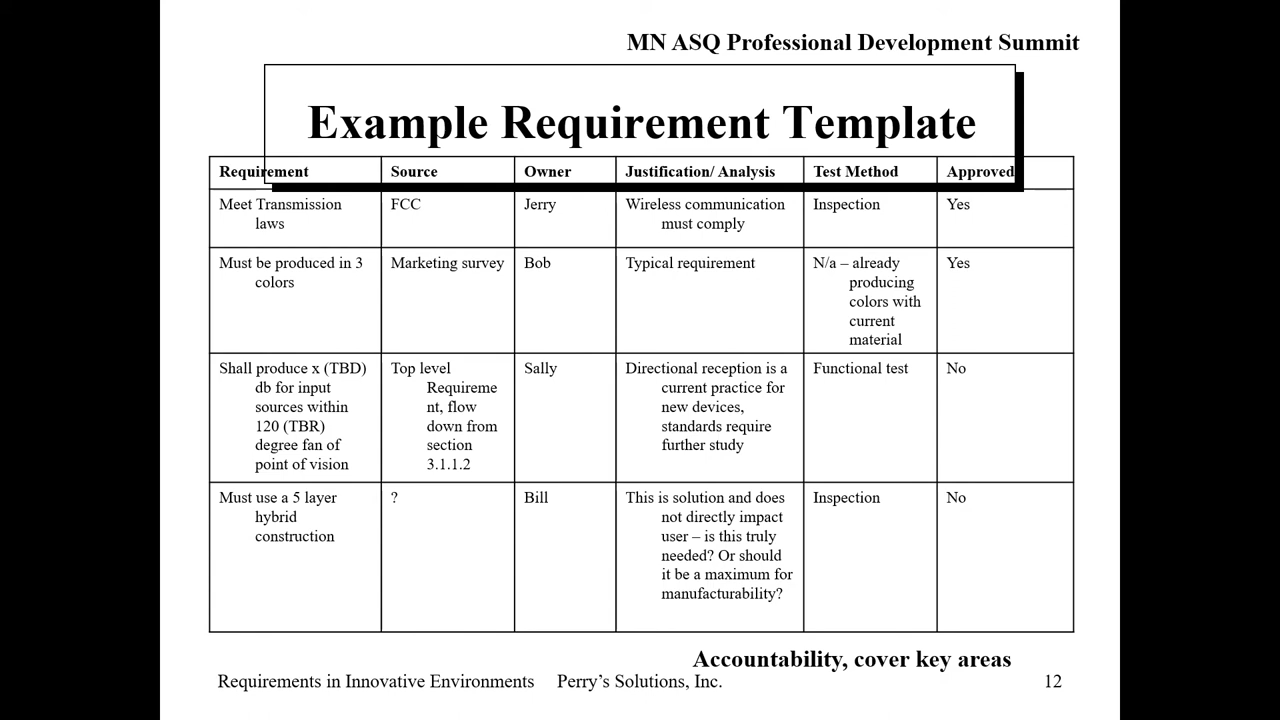 MN ASQ Professional Development Summit
Example Requirement Template
Requirement Source Owner Justification/ Analysis Test Method Approved
Meet Transmission
laws
FCC
Jerry
Wireless communication
must comply
Inspection
Yes
Must be produced in 3
colors
Marketing survey
Bob
Typical requirement
N/a – already
producing
colors with
current
material
Yes
Shall produce x (TBD)
db for input
sources within
120 (TBR)
degree fan of
point of vision
Top level
Requireme
nt, flow
down from
section
3.1.1.2
Sally
Directional reception is a
current practice for
new devices,
standards require
further study
Functional test
No
Must use a 5 layer
hybrid
construction
?
Bill
This is solution and does
not directly impact
user – is this truly
needed? Or should
it be a maximum for
manufacturability?
Inspection
No
Accountability, cover key areas
Requirements in Innovative Environments Perry’s Solutions, Inc. 12